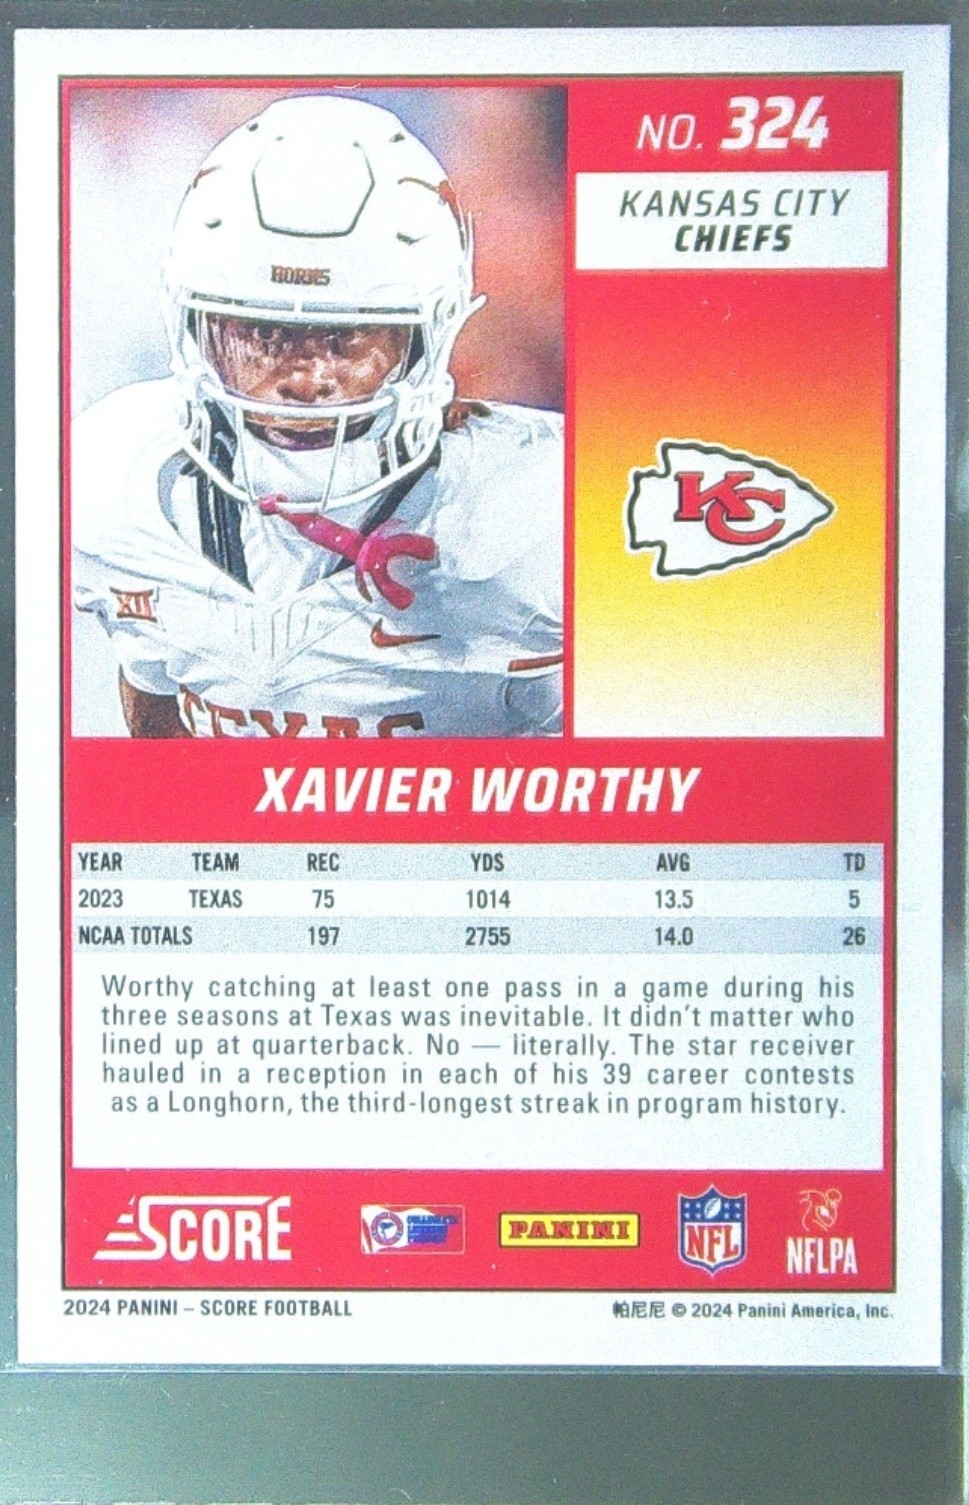 NO. 324
KANSAS CITY
CHIEFS
HORNS
KC
XII
TEXAS
XAVIER WORTHY
YEAR TEAM REC YDS AVG TD
2023 TEXAS 75 1014 13.5 5
NCAA TOTALS 197 2755 14.0 26
Worthy catching at least one pass in a game during his
three seasons at Texas was inevitable. It didn't matter who
lined up at quarterback. No — literally. The star receiver
hauled in a reception in each of his 39 career contests
as a Longhorn, the third-longest streak in program history.
SCORE
PANINI
NFL
NFLPA
2024 PANINI – SCORE FOOTBALL
帕尼尼 © 2024 Panini America, Inc.